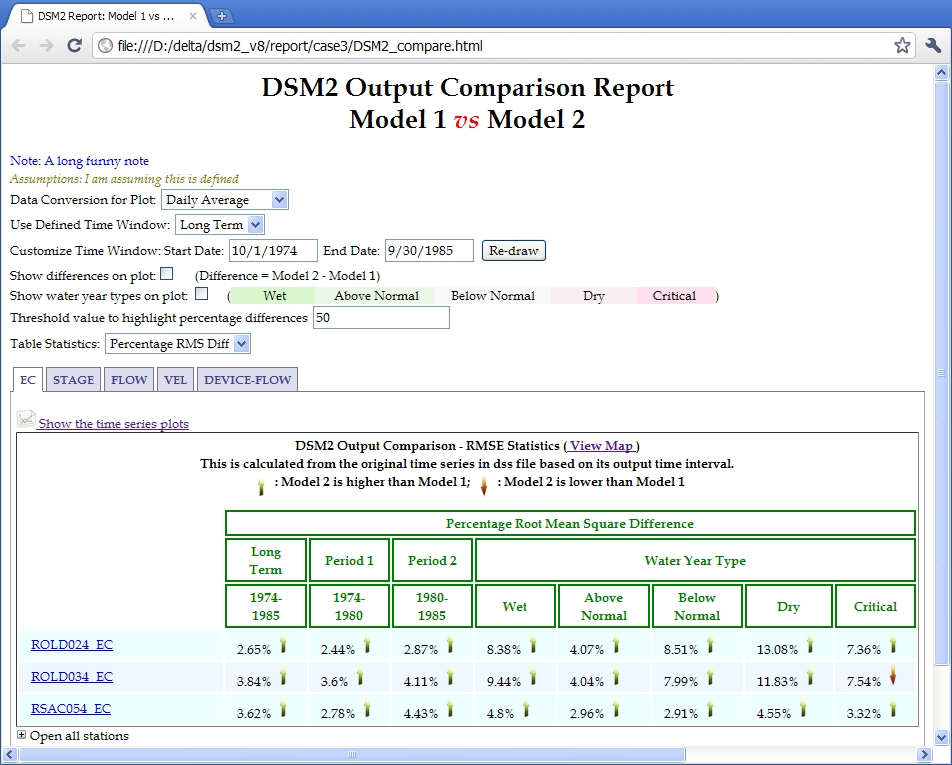 DSM2 Report: Model 1 vs ...
file:///D:/delta/dsm2_v8/report/case3/DSM2_compare.html
DSM2 Output Comparison Report
Model 1 vs Model 2
Note: A long funny note
Assumptions: I am assuming this is defined
Data Conversion for Plot: Daily Average
Use Defined Time Window: Long Term
Customize Time Window: Start Date: 10/1/1974 End Date: 9/30/1985 Re-draw
Show differences on plot: (Difference = Model 2 - Model 1)
Show water year types on plot: ( Wet Above Normal Below Normal Dry Critical )
Threshold value to highlight percentage differences 50
Table Statistics: Percentage RMS Diff
EC STAGE FLOW VEL DEVICE-FLOW
Show the time series plots
DSM2 Output Comparison - RMSE Statistics ( View Map )
This is calculated from the original time series in dss file based on its output time interval.
: Model 2 is higher than Model 1; : Model 2 is lower than Model 1
Percentage Root Mean Square Difference
Long Term Period 1 Period 2 Water Year Type
1974-1985 1974-1980 1980-1985 Wet Above Normal Below Normal Dry Critical
ROLD024_EC 2.65% 2.44% 2.87% 8.38% 4.07% 8.51% 13.08% 7.36%
ROLD034_EC 3.84% 3.6% 4.11% 9.44% 4.04% 7.99% 11.83% 7.54%
RSAC054_EC 3.62% 2.78% 4.43% 4.8% 2.96% 2.91% 4.55% 3.32%
Open all stations